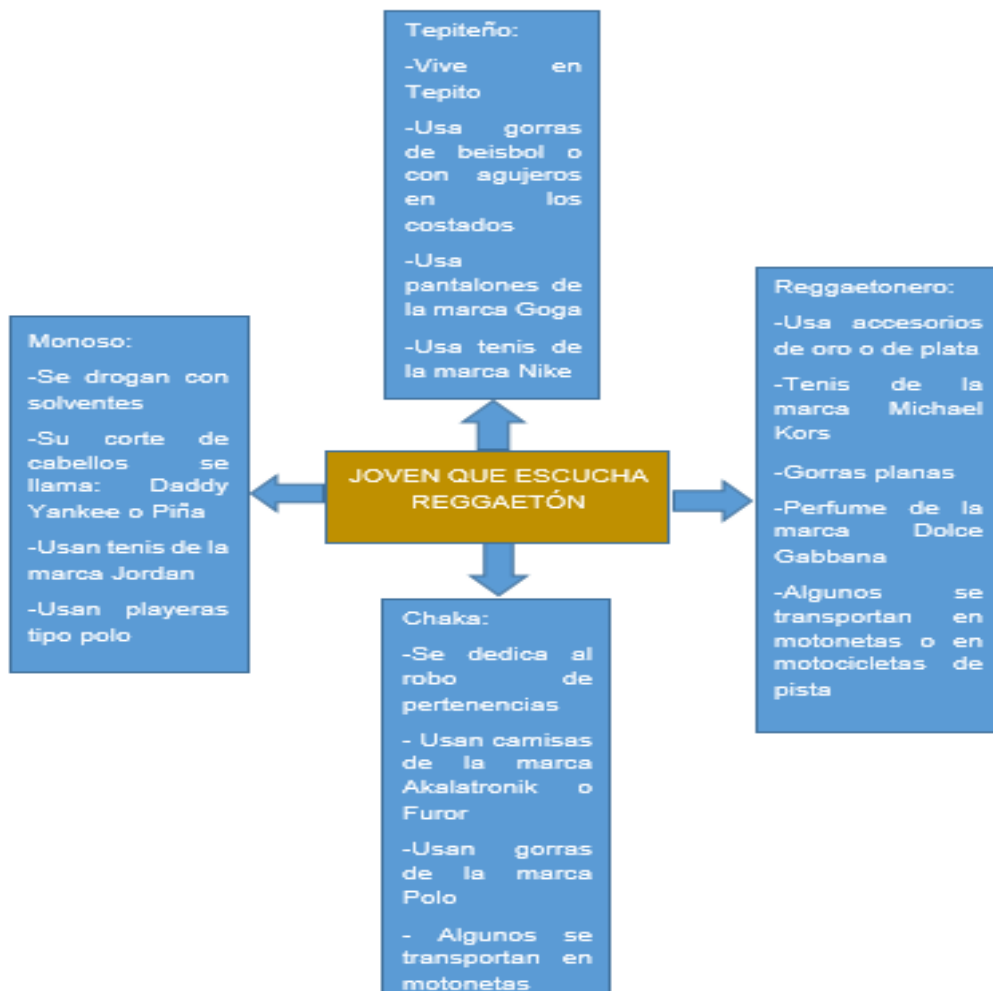 Tepiteño:
-Vive en
Tepito
-Usa gorras
de beisbol o
con agujeros
en los
costados
-Usa
pantalones de
la marca Goga
-Usa tenis de
la marca Nike
Monoso:
-Se drogan con
solventes
-Su corte de
cabellos se
llama: Daddy
Yankee o Piña
-Usan tenis de la
marca Jordan
-Usan playeras
tipo polo
JOVEN QUE ESCUCHA
REGGAETÓN
Reggaetonero:
-Usa accesorios
de oro o de plata
-Tenis de la
marca Michael
Kors
-Gorras planas
-Perfume de la
marca Dolce
Gabbana
-Algunos se
transportan en
motonetas o en
motocicletas de
pista
Chaka:
-Se dedica al
robo de
pertenencias
- Usan camisas
de la marca
Akalatronik o
Furor
-Usan gorras
de la marca
Polo
- Algunos se
transportan en
motonetas